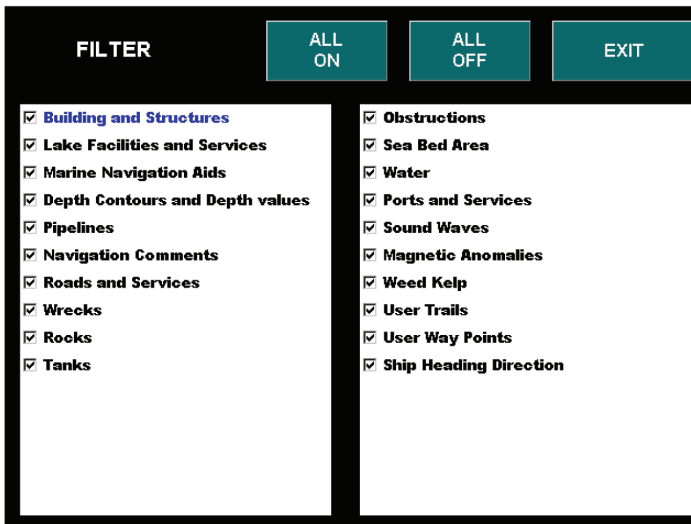 FILTER
ALL
ON
ALL
OFF
EXIT
Building and Structures
Lake Facilities and Services
Marine Navigation Aids
Depth Contours and Depth values
Pipelines
Navigation Comments
Roads and Services
Wrecks
Rocks
Tanks
Obstructions
Sea Bed Area
Water
Ports and Services
Sound Waves
Magnetic Anomalies
Weed Kelp
User Trails
User Way Points
Ship Heading Direction